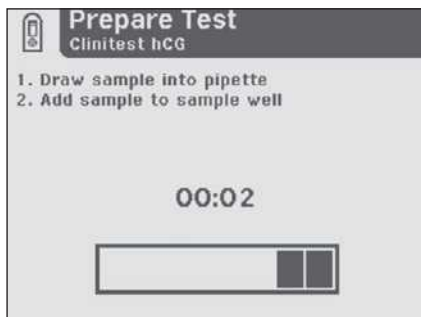 Prepare Test
Clinitest hCG
1. Draw sample into pipette
2. Add sample to sample well
00:02